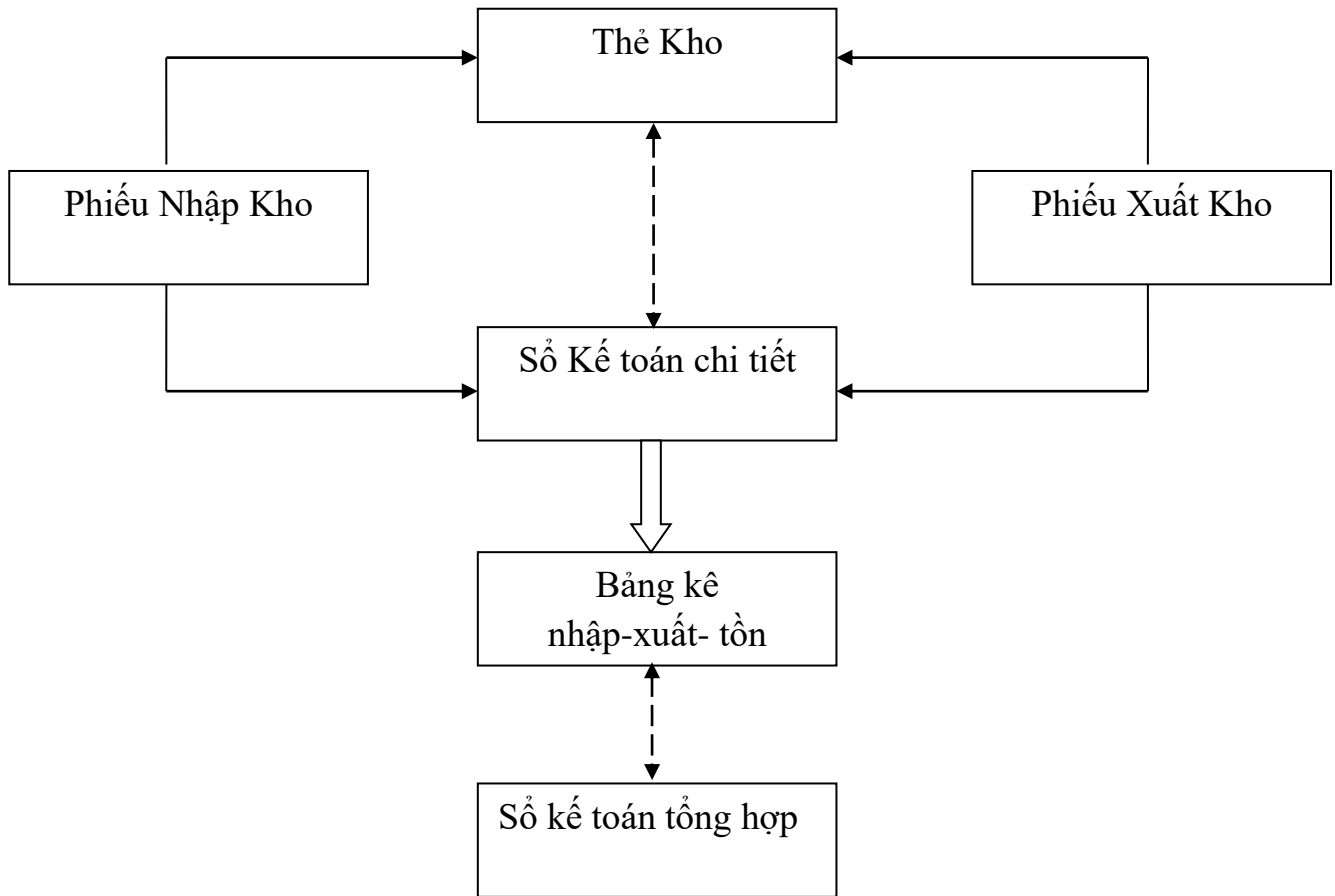 Thẻ Kho
Phiếu Nhập Kho
Phiếu Xuất Kho
Sổ Kế toán chi tiết
Bảng kê
nhập-xuất- tồn
Sổ kế toán tổng hợp